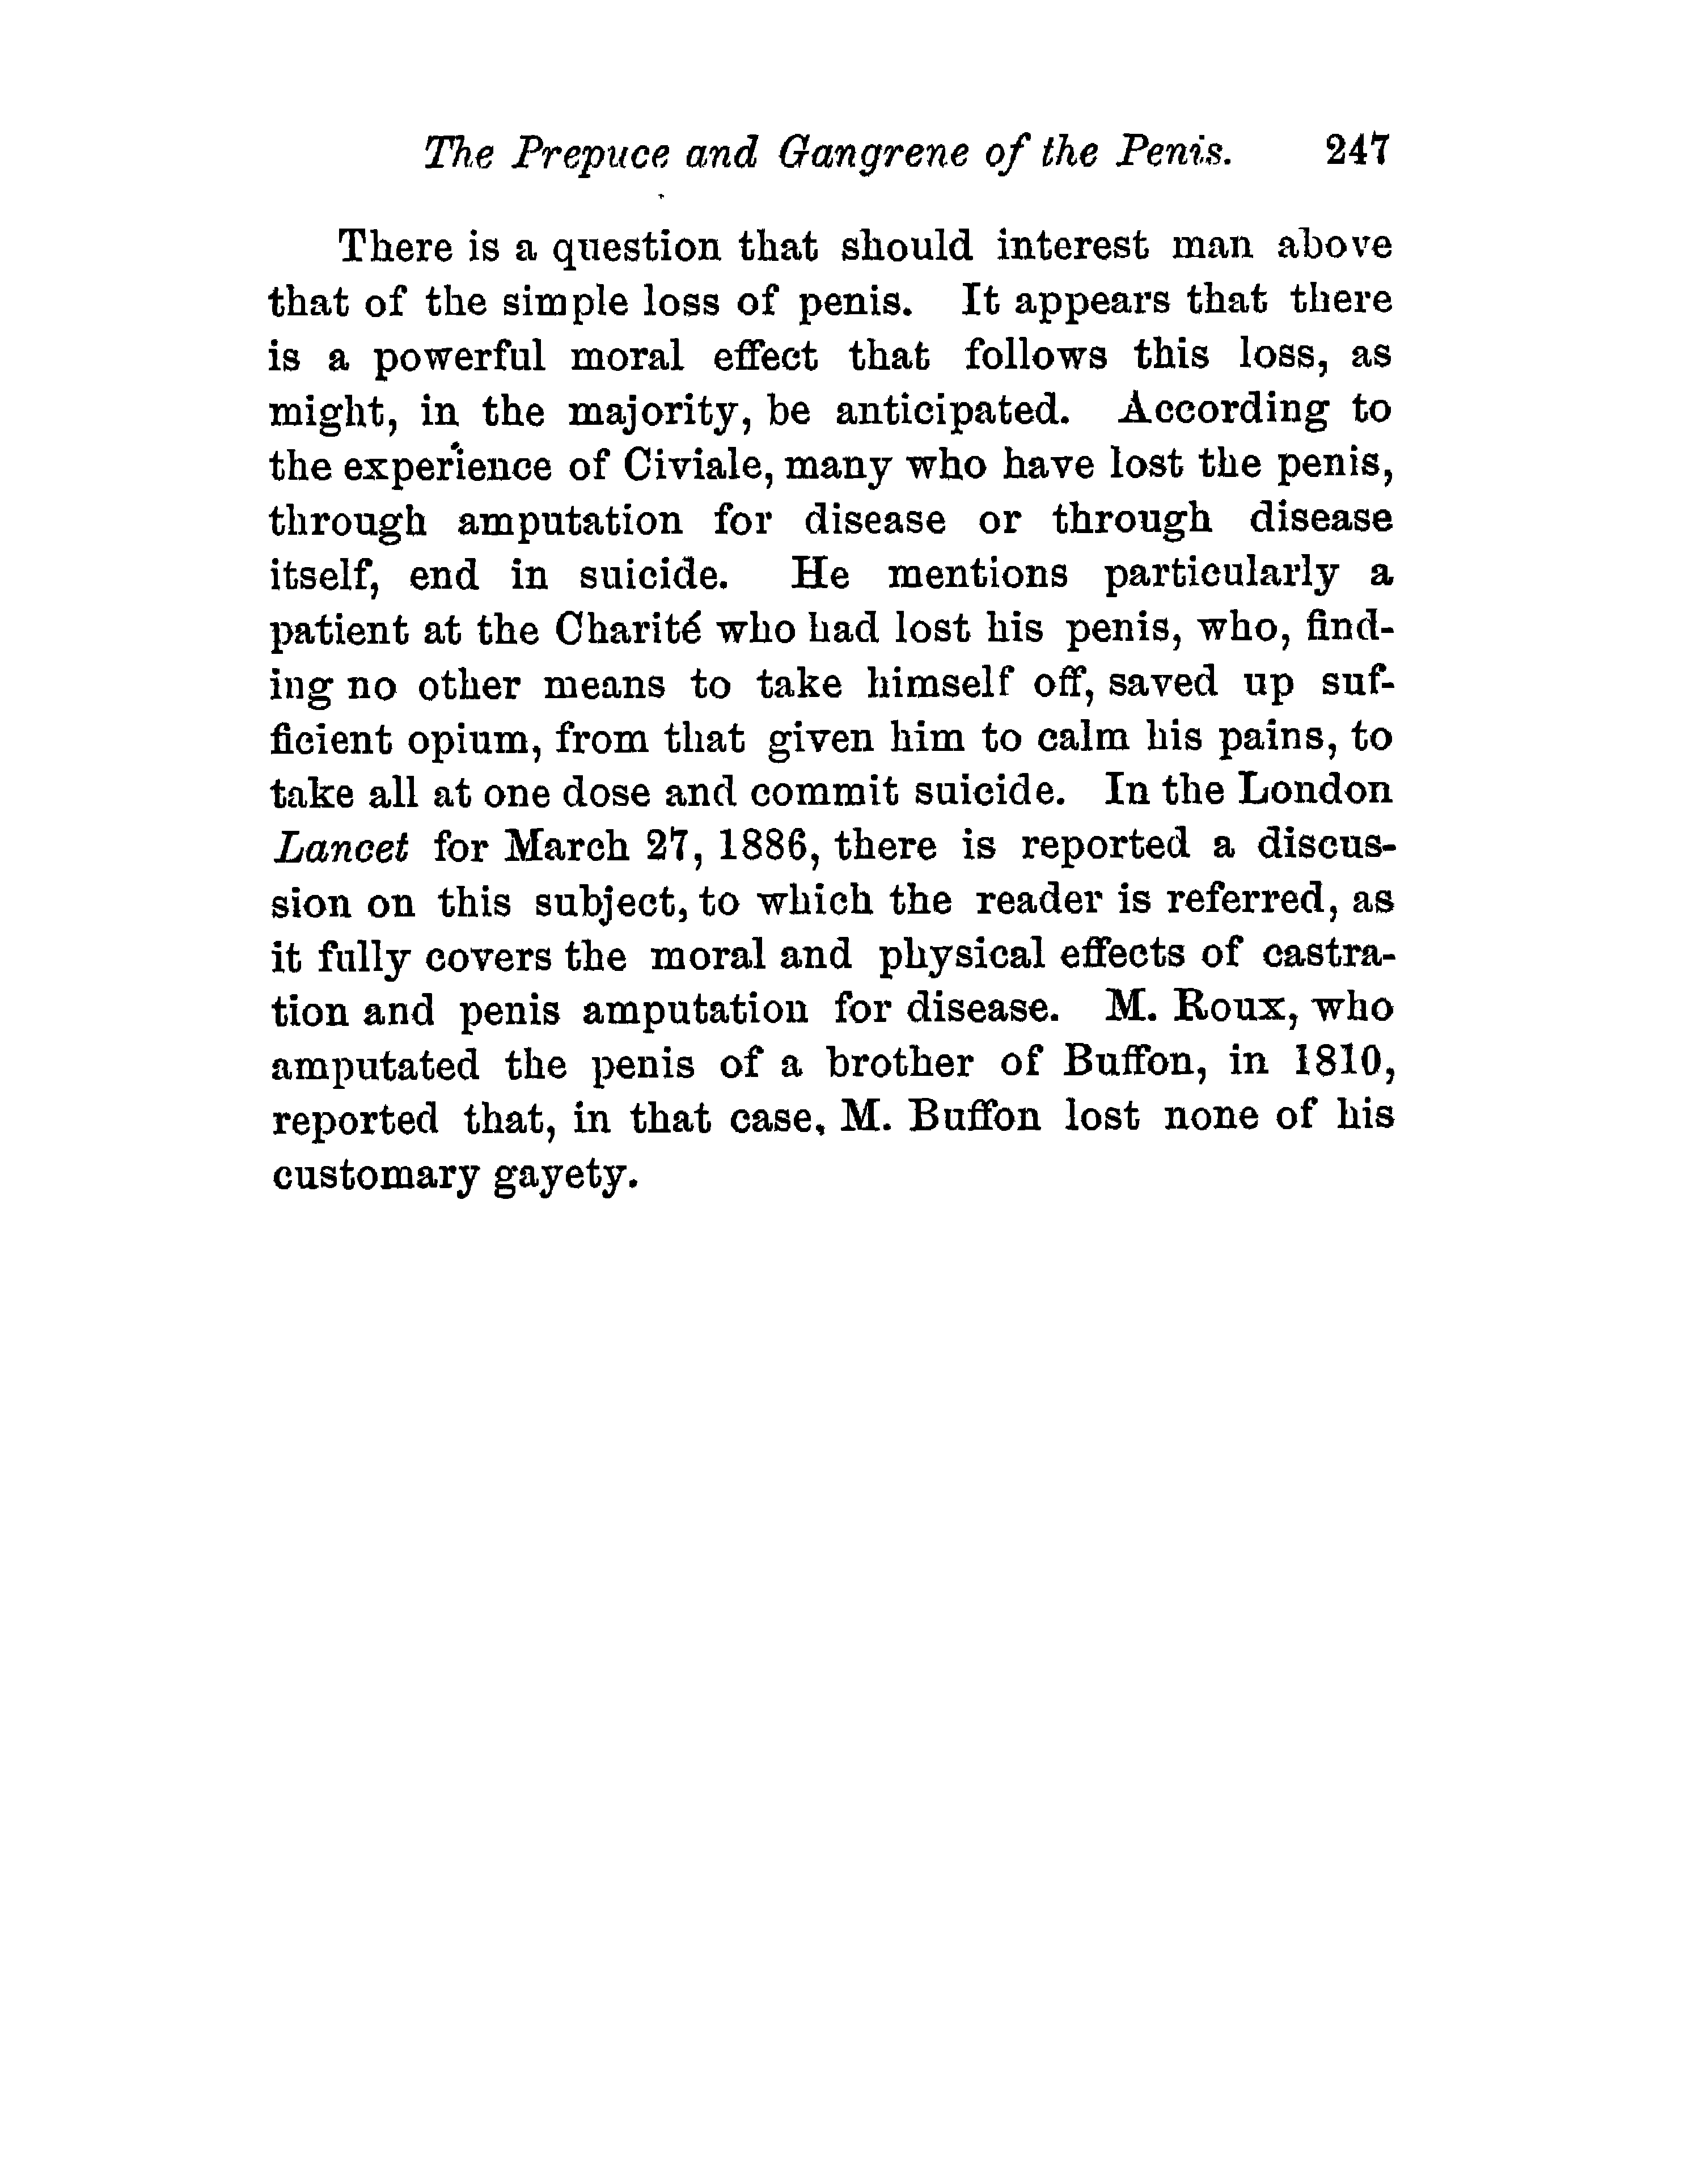 The Prepuce and Gangrene of the Penis. 247
There is a question that should interest man above
that of the simple loss of penis. It appears that there
is a powerful moral effect that follows this loss, as
might, in the majority, be anticipated. According to
the experience of Civiale, many who have lost the penis,
through amputation for disease or through disease
itself, end in suicide. He mentions particularly a
patient at the Charité who had lost his penis, who, find-
ing no other means to take himself off, saved up suf-
ficient opium, from that given him to calm his pains, to
take all at one dose and commit suicide. In the London
Lancet for March 27, 1886, there is reported a discus-
sion on this subject, to which the reader is referred, as
it fully covers the moral and physical effects of castra-
tion and penis amputation for disease. M. Roux, who
amputated the penis of a brother of Buffon, in 1810,
reported that, in that case, M. Buffon lost none of his
customary gayety.